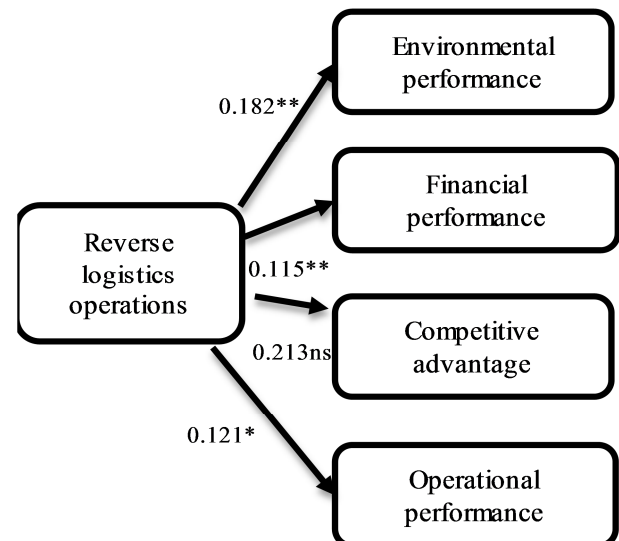 Environmental
performance
0.182**
Financial
performance
Reverse
logistics
operations
0.115**
Competitive
advantage
0.213ns
0.121*
Operational
performance